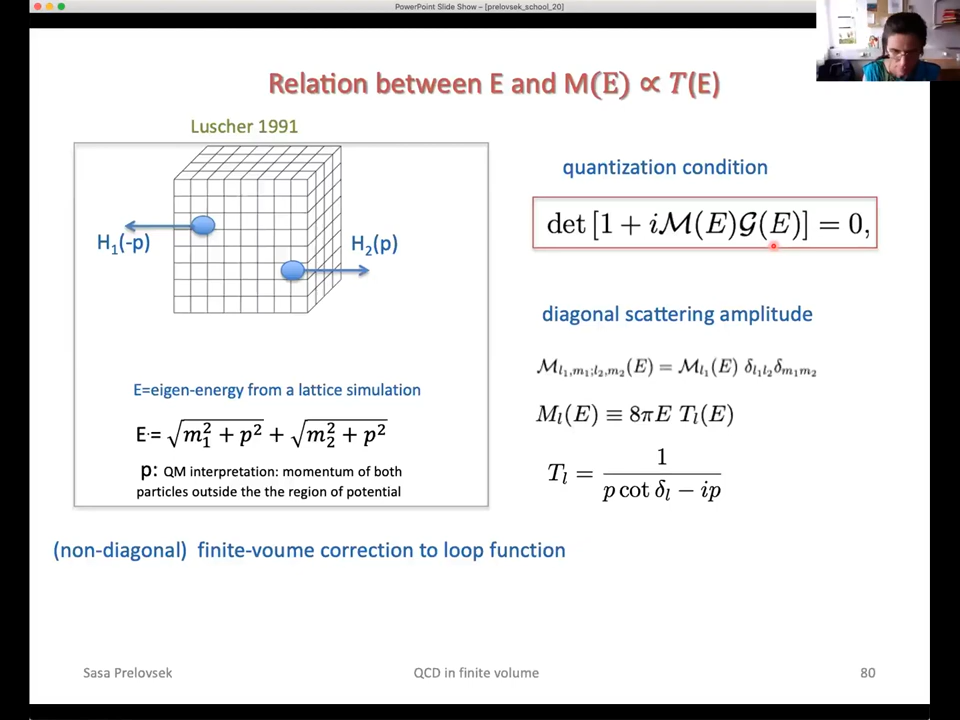 PowerPoint Slide Show – [prelovsek_school_20]
Relation between E and M(E) ∝ T(E)
Luscher 1991
H₁(-p)
H₂(p)
E=eigen-energy from a lattice simulation
E = √(m₁² + p²) + √(m₂² + p²)
p: QM interpretation: momentum of both
particles outside the the region of potential
quantization condition
det [1 + iℳ(E)𝒢(E)] = 0,
diagonal scattering amplitude
ℳ_{l₁,m₁;l₂,m₂}(E) = ℳ_{l₁}(E) δ_{l₁l₂}δ_{m₁m₂}
M_l(E) ≡ 8πE T_l(E)
T_l = 1 / (p cot δ_l − ip)
(non-diagonal) finite-voume correction to loop function
Sasa Prelovsek
QCD in finite volume
80